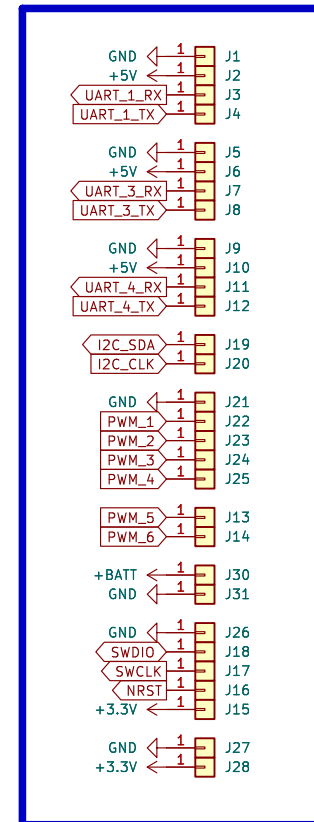 GND 1 J1
+5V 1 J2
UART_1_RX 1 J3
UART_1_TX 1 J4
GND 1 J5
+5V 1 J6
UART_3_RX 1 J7
UART_3_TX 1 J8
GND 1 J9
+5V 1 J10
UART_4_RX 1 J11
UART_4_TX 1 J12
I2C_SDA 1 J19
I2C_CLK 1 J20
GND 1 J21
PWM_1 1 J22
PWM_2 1 J23
PWM_3 1 J24
PWM_4 1 J25
PWM_5 1 J13
PWM_6 1 J14
+BATT 1 J30
GND 1 J31
GND 1 J26
SWDIO 1 J18
SWCLK 1 J17
NRST 1 J16
+3.3V 1 J15
GND 1 J27
+3.3V 1 J28